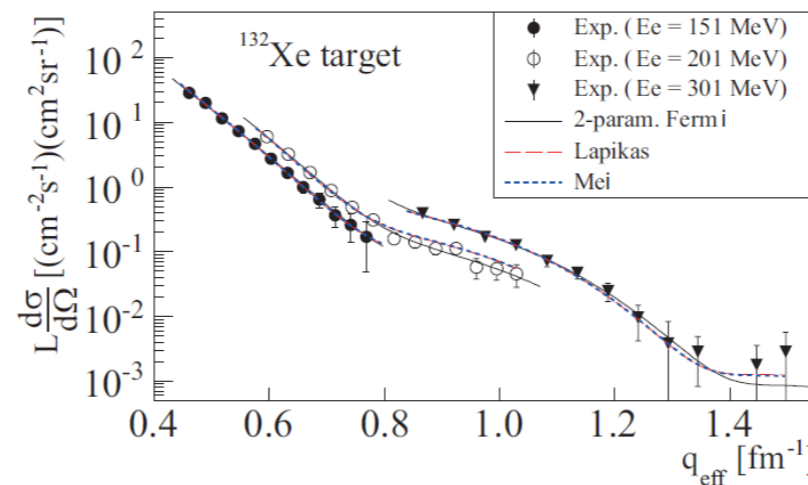 ¹³²Xe target
Exp. ( Ee = 151 MeV)
Exp. ( Ee = 201 MeV)
Exp. ( Ee = 301 MeV)
2-param. Fermi
Lapikas
Mei
L dσ/dΩ [(cm⁻²s⁻¹)(cm²sr⁻¹)]
10²
10¹
10⁰
10⁻¹
10⁻²
10⁻³
0.4 0.6 0.8 1.0 1.2 1.4
q_eff [fm⁻¹]